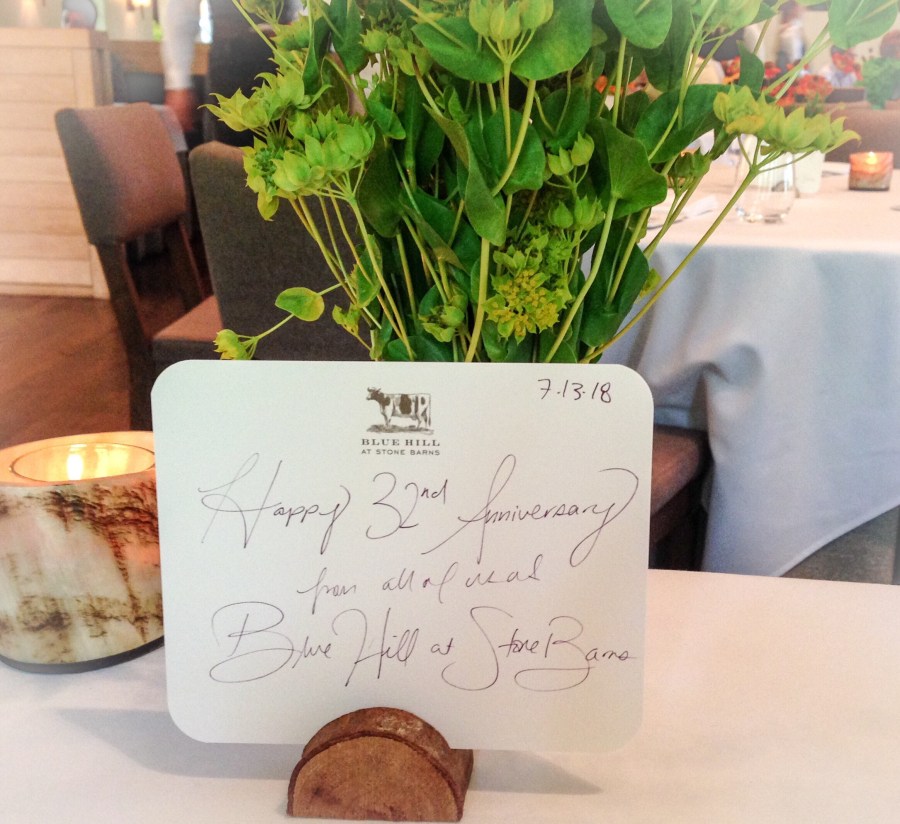 7.13.18
BLUE HILL
AT STONE BARNS
Happy 32nd Anniversary
from all of us at
Blue Hill at Stone Barns